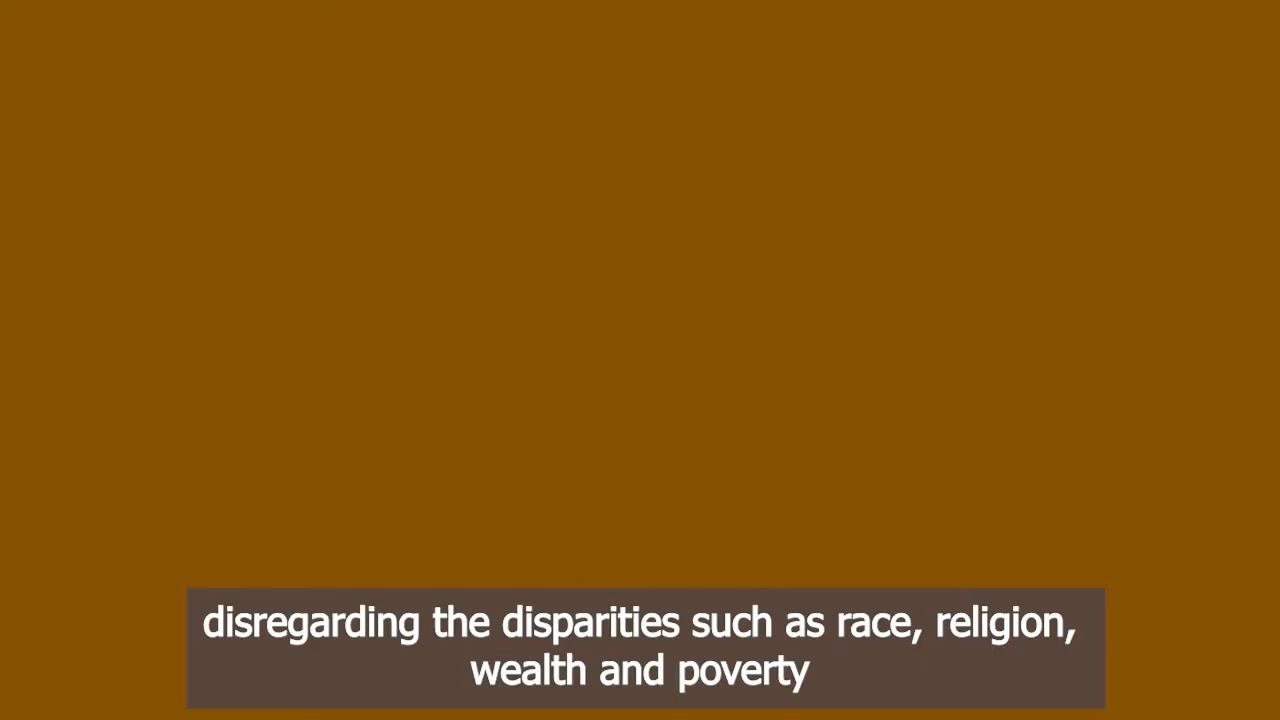 disregarding the disparities such as race, religion,
wealth and poverty